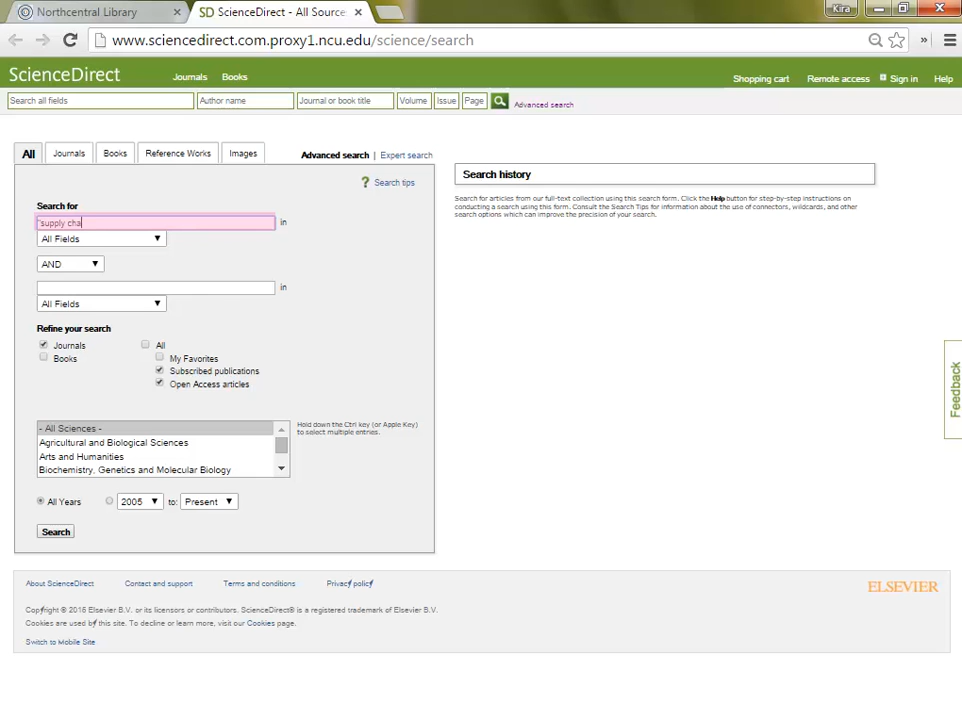 Northcentral Library ×
SD ScienceDirect - All Source: ×
Kira
www.sciencedirect.com.proxy1.ncu.edu/science/search
»
ScienceDirect Journals Books
Shopping cart Remote access Sign in Help
Search all fields Author name Journal or book title Volume Issue Page Advanced search
All Journals Books Reference Works Images Advanced search | Expert search
? Search tips
Search for
"supply cha in
All Fields
AND
in
All Fields
Refine your search
Journals All
Books My Favorites
Subscribed publications
Open Access articles
- All Sciences -
Agricultural and Biological Sciences
Arts and Humanities
Biochemistry, Genetics and Molecular Biology
Hold down the Ctrl key (or Apple Key)
to select multiple entries.
All Years 2005 to: Present
Search
Search history
Search for articles from our full-text collection using this search form. Click the Help button for step-by-step instructions on
conducting a search using this form. Consult the Search Tips for information about the use of connectors, wildcards, and other
search options which can improve the precision of your search.
Feedback
About ScienceDirect Contact and support Terms and conditions Privacy policy
ELSEVIER
Copyright © 2015 Elsevier B.V. or its licensors or contributors. ScienceDirect® is a registered trademark of Elsevier B.V.
Cookies are used by this site. To decline or learn more, visit our Cookies page.
Switch to Mobile Site